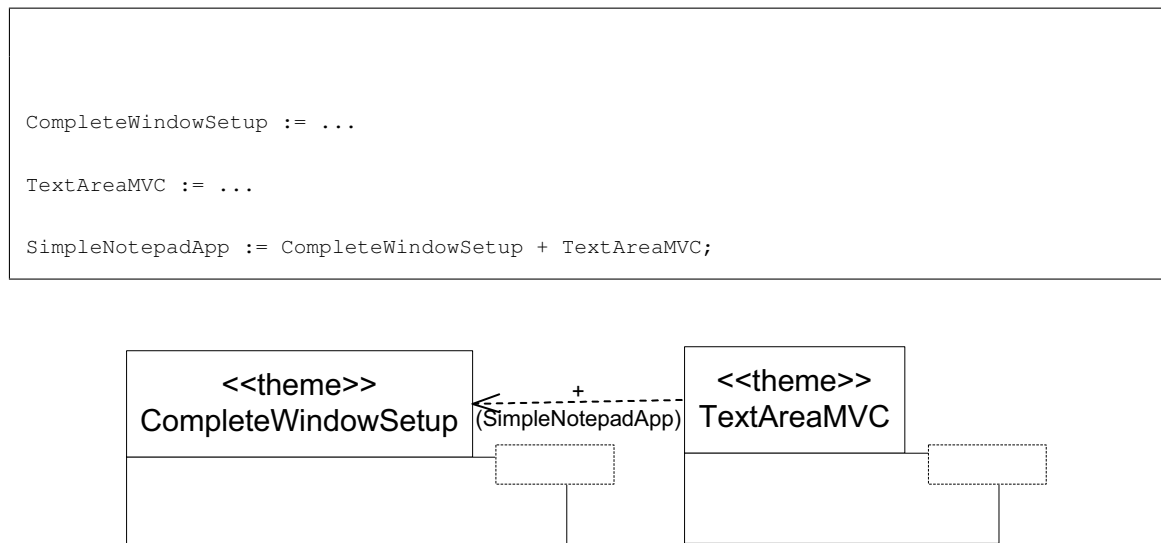 CompleteWindowSetup := ...
TextAreaMVC := ...
SimpleNotepadApp := CompleteWindowSetup + TextAreaMVC;
<<theme>>
CompleteWindowSetup
+
(SimpleNotepadApp)
<<theme>>
TextAreaMVC